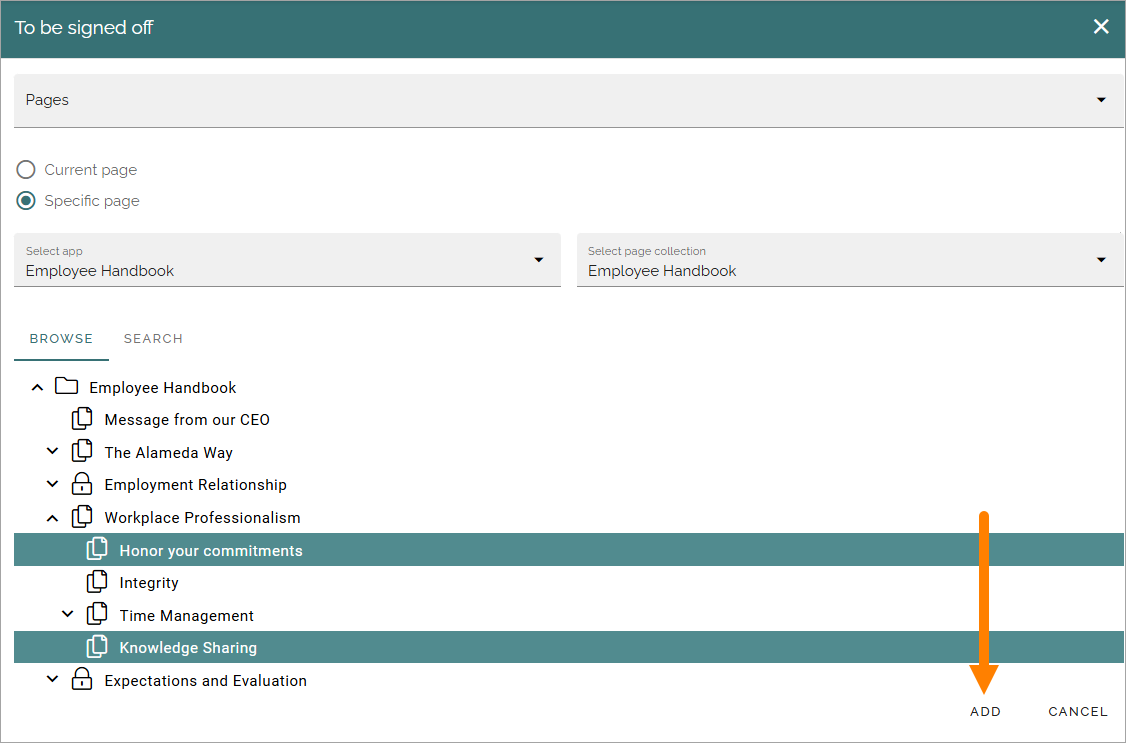 To be signed off
Pages
Current page
Specific page
Select app
Employee Handbook
Select page collection
Employee Handbook
BROWSE SEARCH
Employee Handbook
Message from our CEO
The Alameda Way
Employment Relationship
Workplace Professionalism
Honor your commitments
Integrity
Time Management
Knowledge Sharing
Expectations and Evaluation
ADD CANCEL